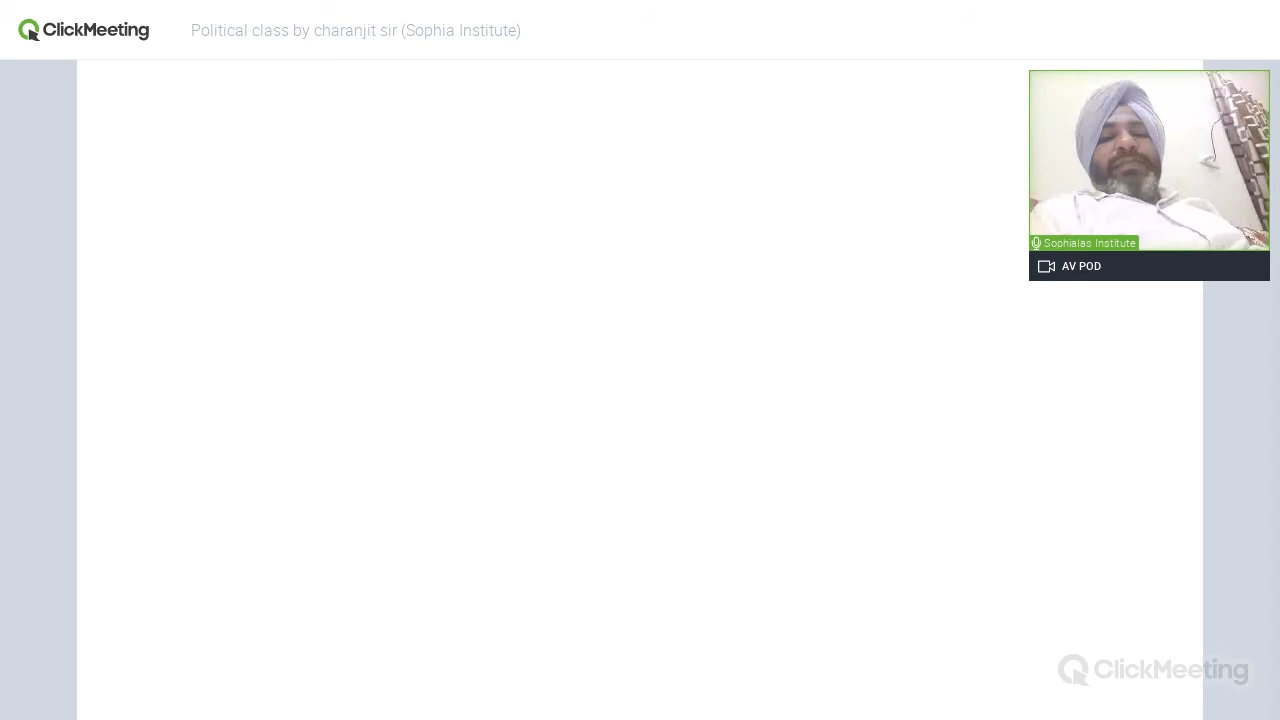 ClickMeeting
Political class by charanjit sir (Sophia Institute)
SophiaIas Institute
AV POD
ClickMeeting